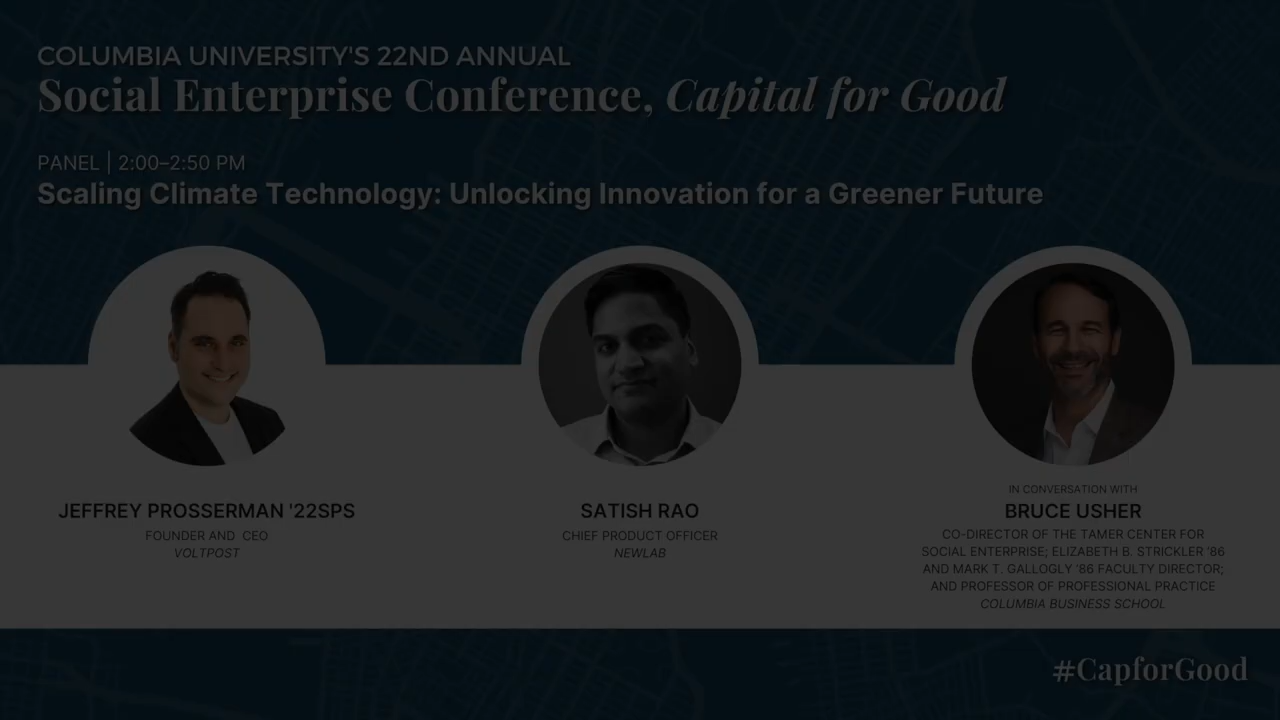 COLUMBIA UNIVERSITY'S 22ND ANNUAL
Social Enterprise Conference, Capital for Good
PANEL | 2:00–2:50 PM
Scaling Climate Technology: Unlocking Innovation for a Greener Future
JEFFREY PROSSERMAN '22SPS
FOUNDER AND CEO
VOLTPOST
SATISH RAO
CHIEF PRODUCT OFFICER
NEWLAB
IN CONVERSATION WITH
BRUCE USHER
CO-DIRECTOR OF THE TAMER CENTER FOR
SOCIAL ENTERPRISE; ELIZABETH B. STRICKLER '86
AND MARK T. GALLOGLY '86 FACULTY DIRECTOR;
AND PROFESSOR OF PROFESSIONAL PRACTICE
COLUMBIA BUSINESS SCHOOL
#CapforGood